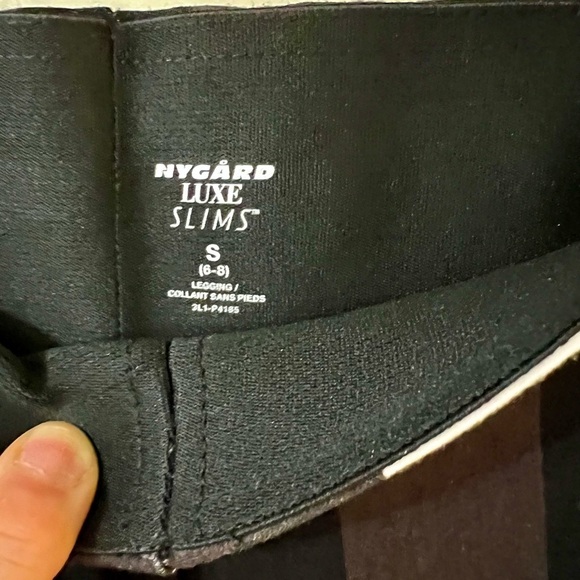 NYGÅRD
LUXE
SLIMS™
S
(6-8)
LEGGING /
COLLANT SANS PIEDS
3L1-P4165